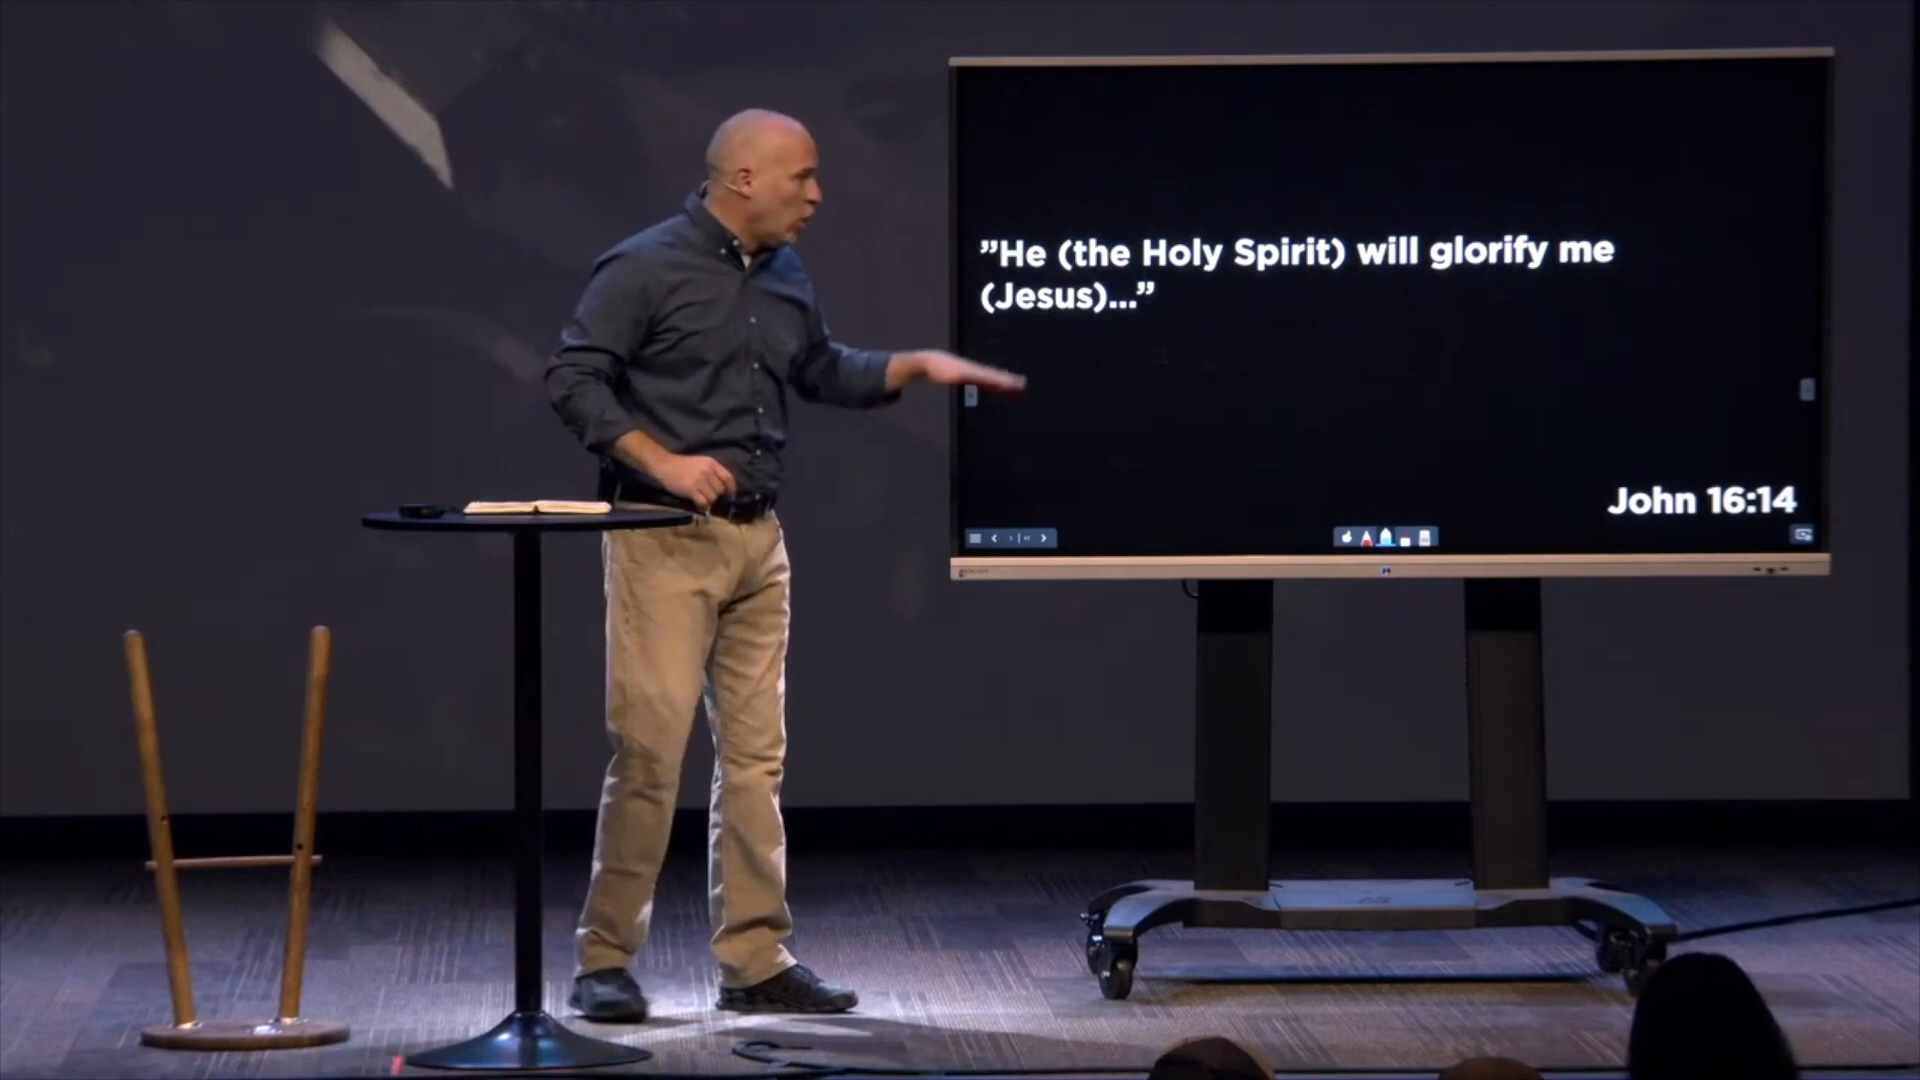 ”He (the Holy Spirit) will glorify me
(Jesus)...”
John 16:14